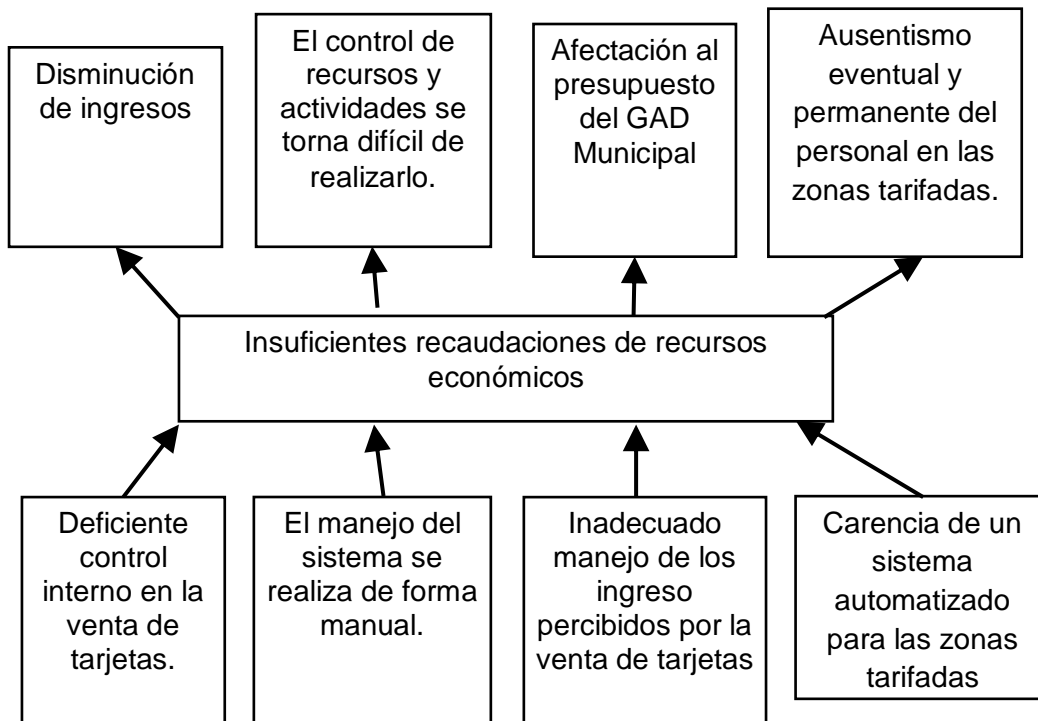 Disminución
de ingresos
El control de
recursos y
actividades se
torna difícil de
realizarlo.
Afectación al
presupuesto
del GAD
Municipal
Ausentismo
eventual y
permanente del
personal en las
zonas tarifadas.
Insuficientes recaudaciones de recursos
económicos
Deficiente
control
interno en la
venta de
tarjetas.
El manejo del
sistema se
realiza de forma
manual.
Inadecuado
manejo de los
ingreso
percibidos por la
venta de tarjetas
Carencia de un
sistema
automatizado
para las zonas
tarifadas